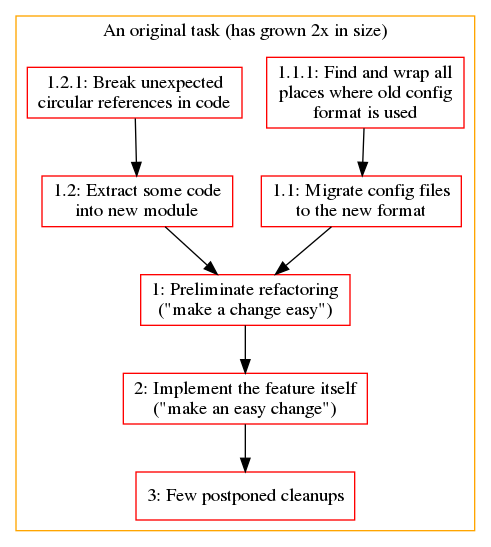 An original task (has grown 2x in size)
1.2.1: Break unexpected
circular references in code
1.1.1: Find and wrap all
places where old config
format is used
1.2: Extract some code
into new module
1.1: Migrate config files
to the new format
1: Preliminate refactoring
("make a change easy")
2: Implement the feature itself
("make an easy change")
3: Few postponed cleanups